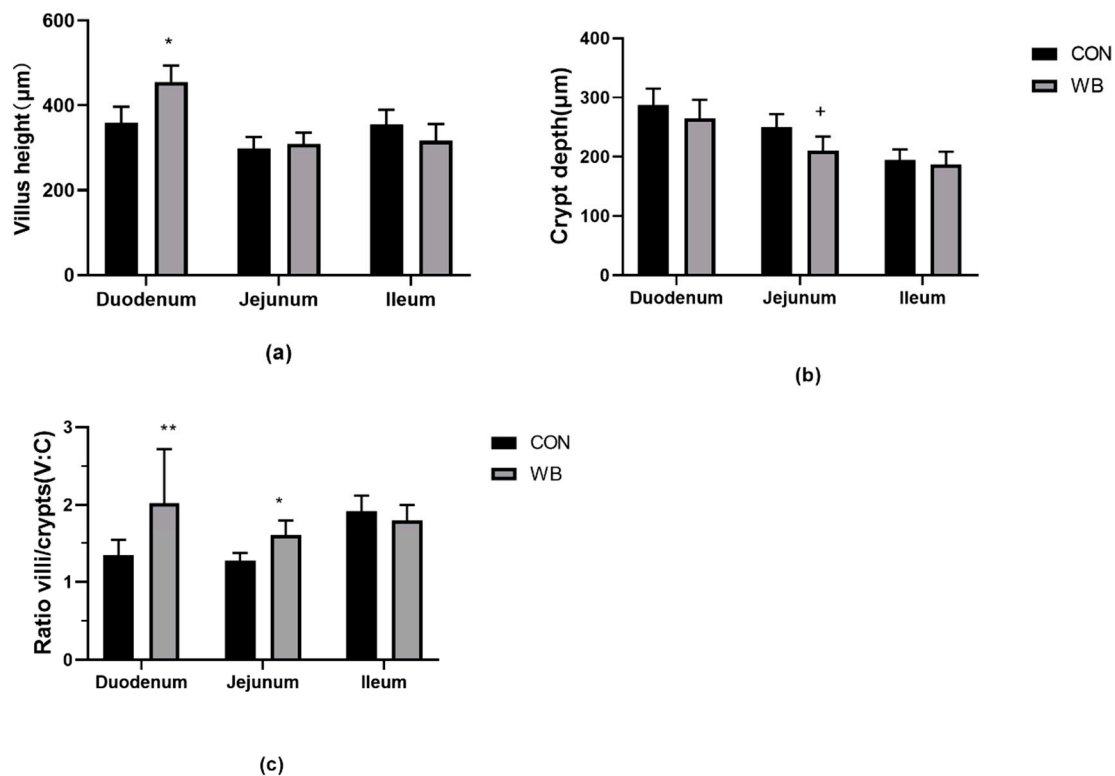 600
400
200
0
Villus height(μm)
*
Duodenum Jejunum Ileum
(a)
400
300
200
100
0
Crypt depth(μm)
+
Duodenum Jejunum Ileum
(b)
CON
WB
3
2
1
0
Ratio villi/crypts(V:C)
**
*
Duodenum Jejunum Ileum
(c)
CON
WB